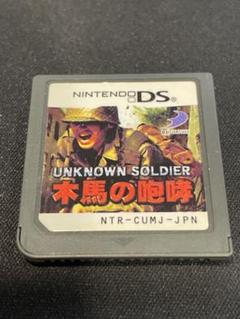 NINTENDO DS
UNKNOWN SOLDIER
木馬の咆哮
NTR-CUMJ-JPN